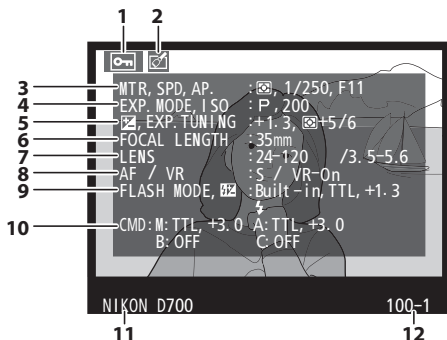 1 2
3 MTR, SPD, AP. : , 1/250, F11
4 EXP. MODE, ISO : P, 200
5 , EXP. TUNING : +1.3, +5/6
6 FOCAL LENGTH : 35mm
7 LENS : 24-120 /3.5-5.6
8 AF / VR : S / VR-On
9 FLASH MODE, : Built-in, TTL, +1.3
10 CMD: M: TTL, +3.0 A: TTL, +3.0
B: OFF C: OFF
NIKON D700 100-1
11 12